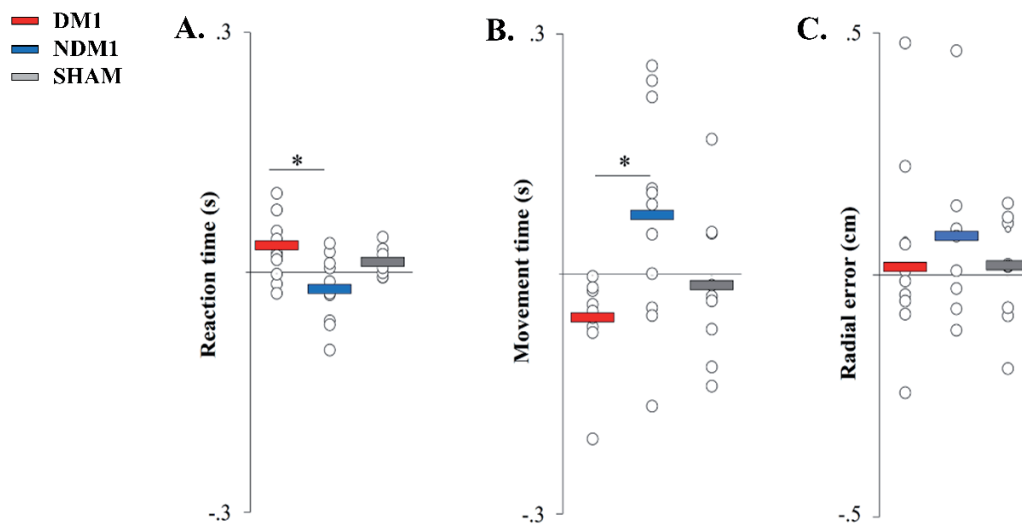 DM1
NDM1
SHAM
A.
.3
Reaction time (s)
*
-.3
B.
.3
Movement time (s)
*
-.3
C.
.5
Radial error (cm)
-.5